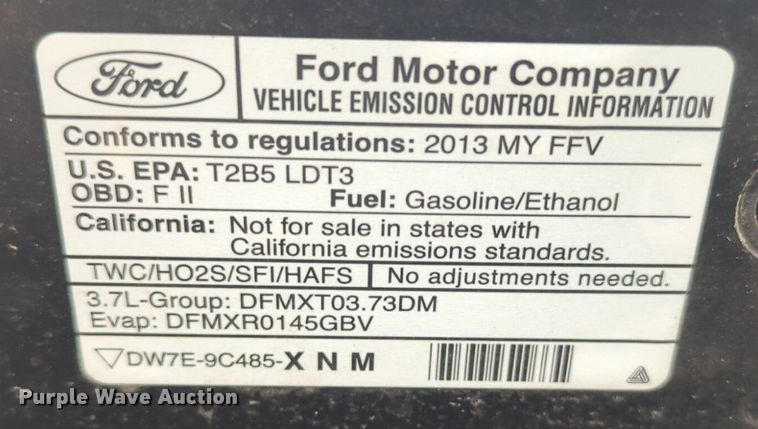 Ford
Ford Motor Company
VEHICLE EMISSION CONTROL INFORMATION
Conforms to regulations: 2013 MY FFV
U.S. EPA: T2B5 LDT3
OBD: F II Fuel: Gasoline/Ethanol
California: Not for sale in states with
California emissions standards.
TWC/HO2S/SFI/HAFS No adjustments needed.
3.7L-Group: DFMXT03.73DM
Evap: DFMXR0145GBV
DW7E-9C485-X N M
Purple Wave Auction